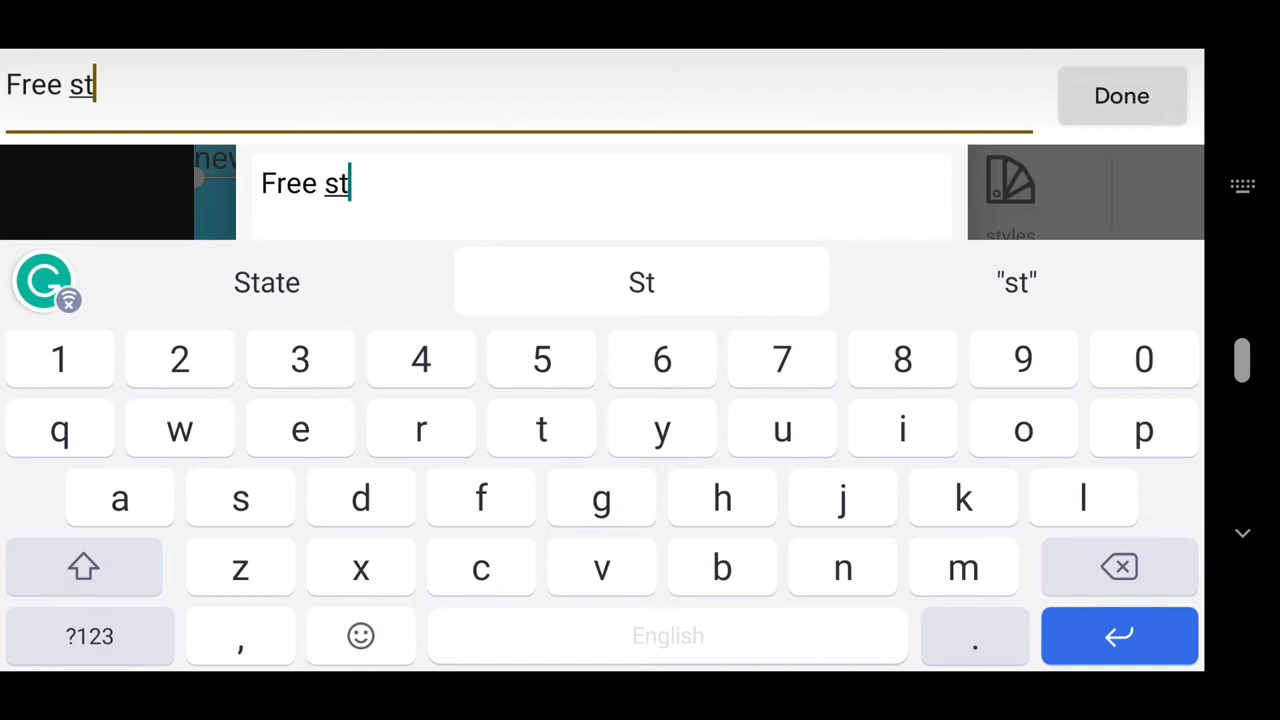 Free st
Done
new
Free st
styles
State
St
"st"
1 2 3 4 5 6 7 8 9 0
q w e r t y u i o p
a s d f g h j k l
z x c v b n m
?123 , English .